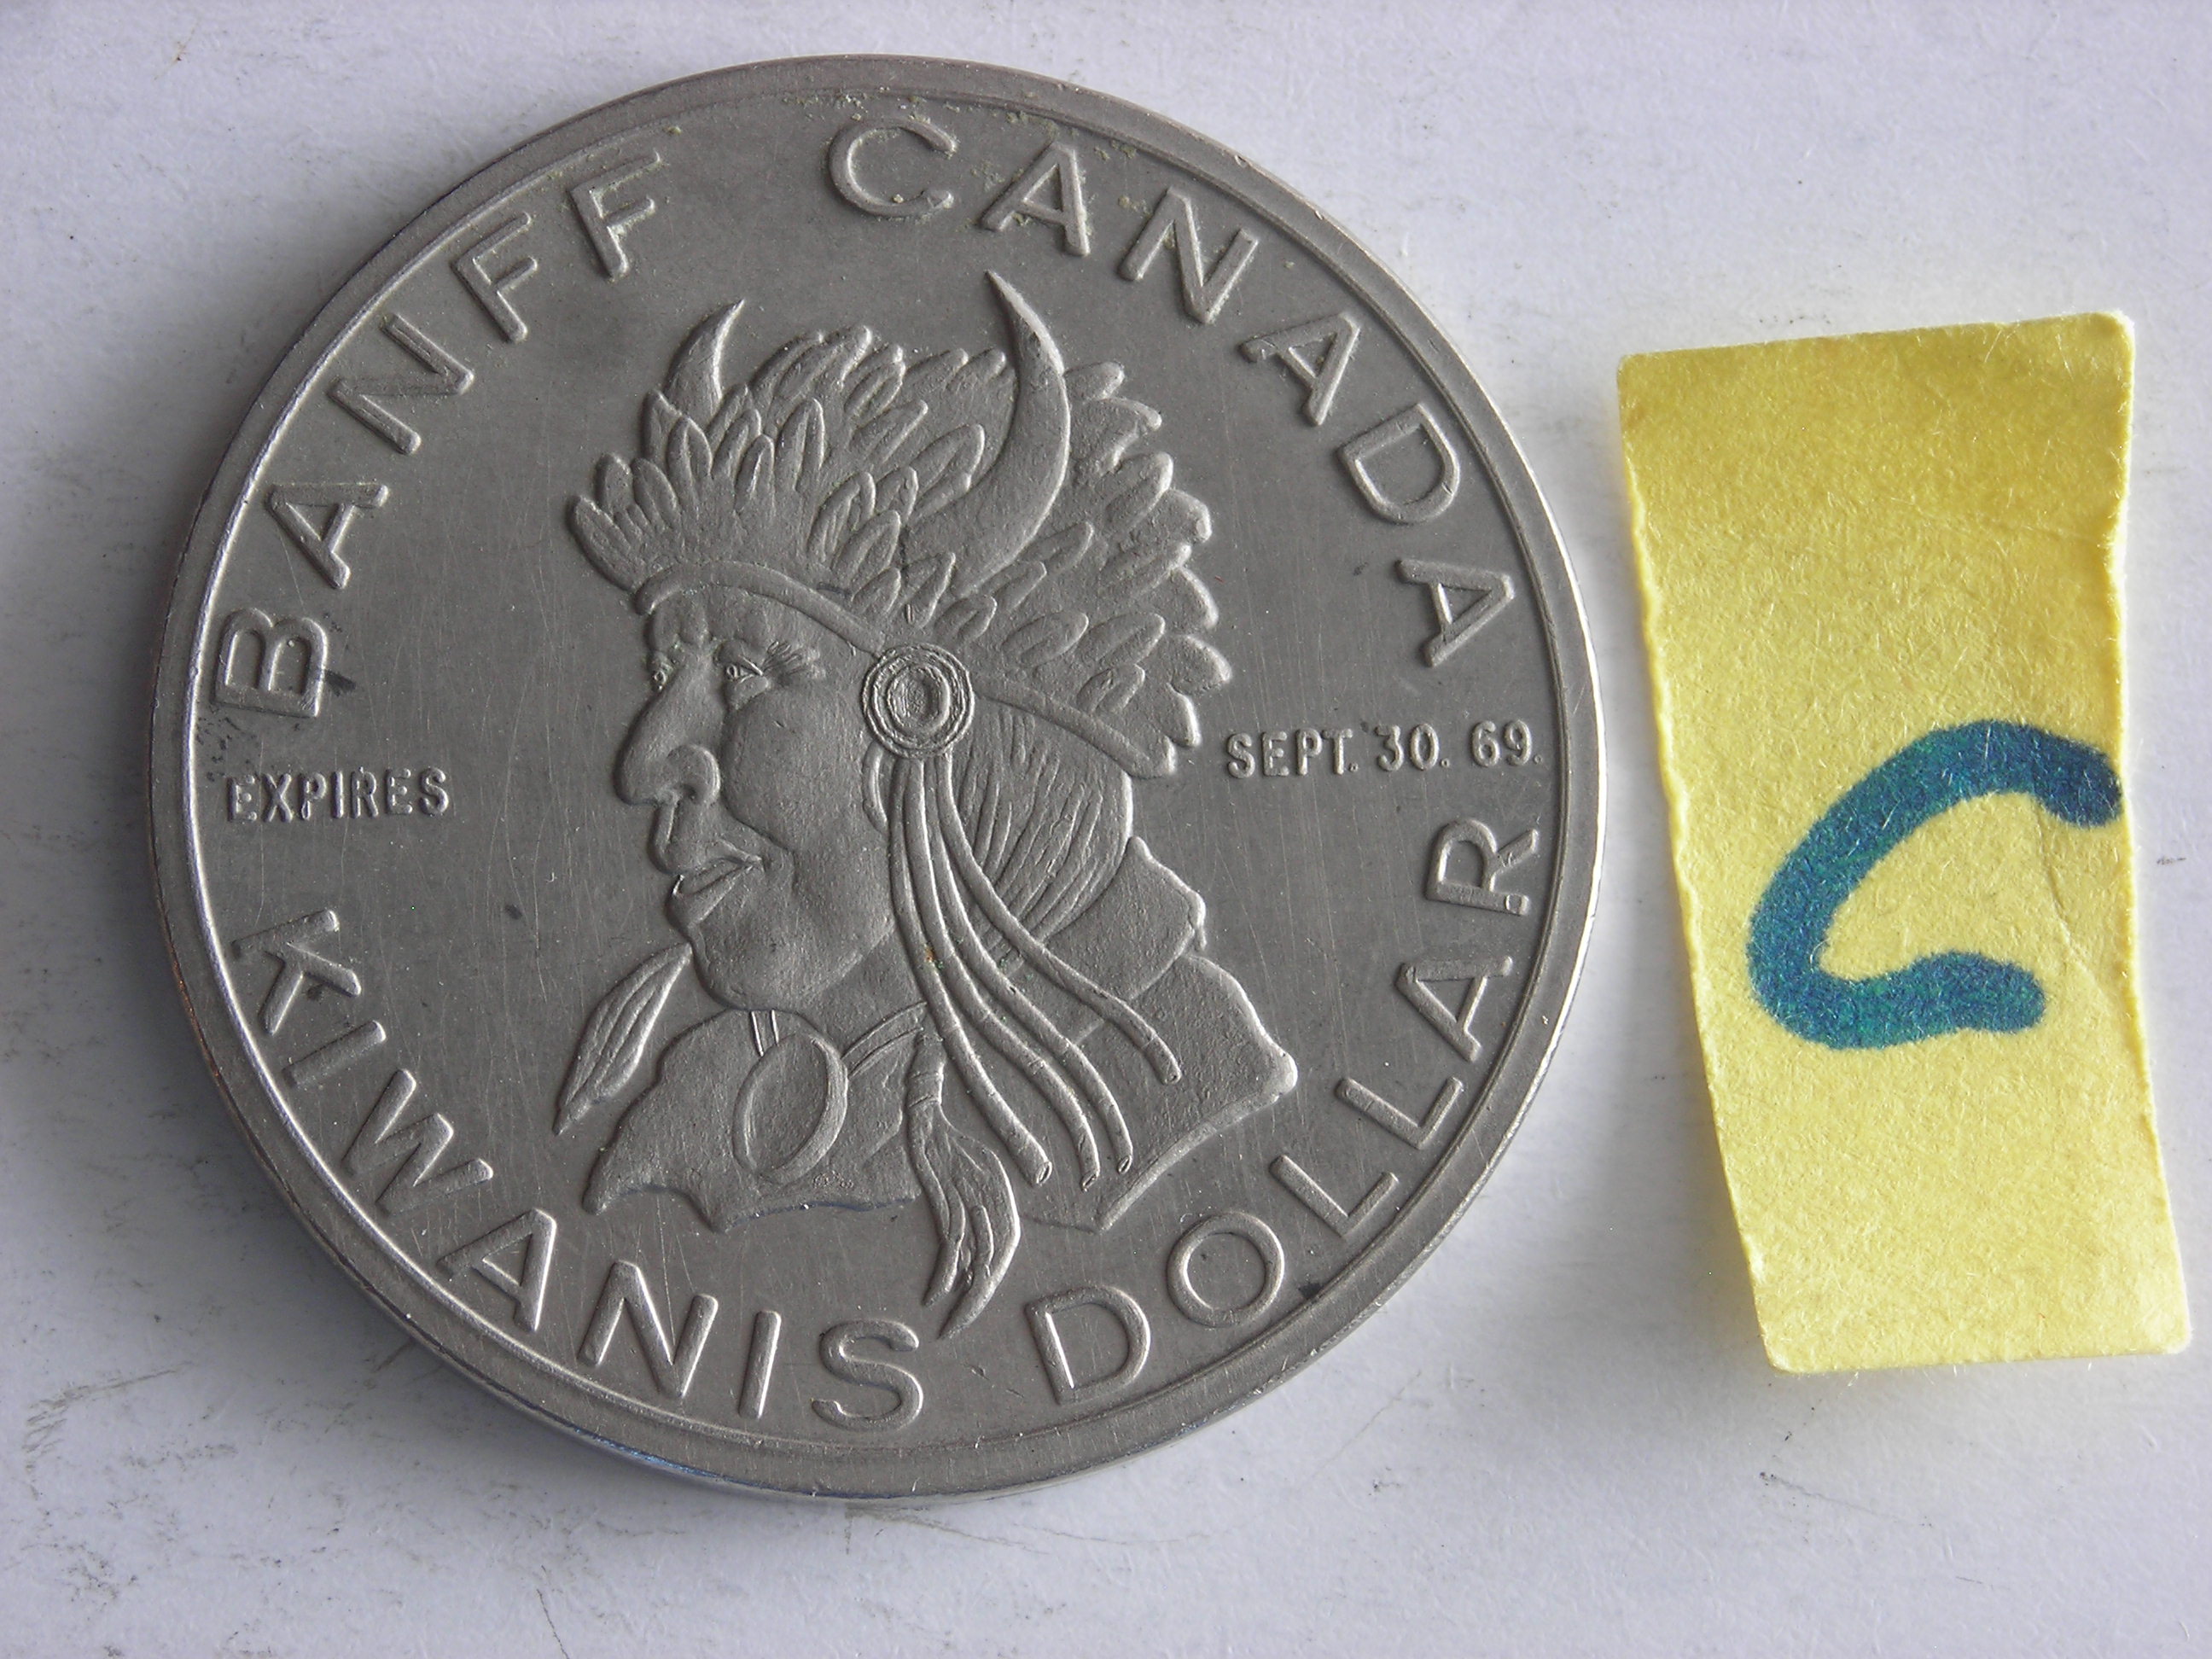 BANFF CANADA
EXPIRES SEPT. 30. 69.
KIWANIS DOLLAR
C